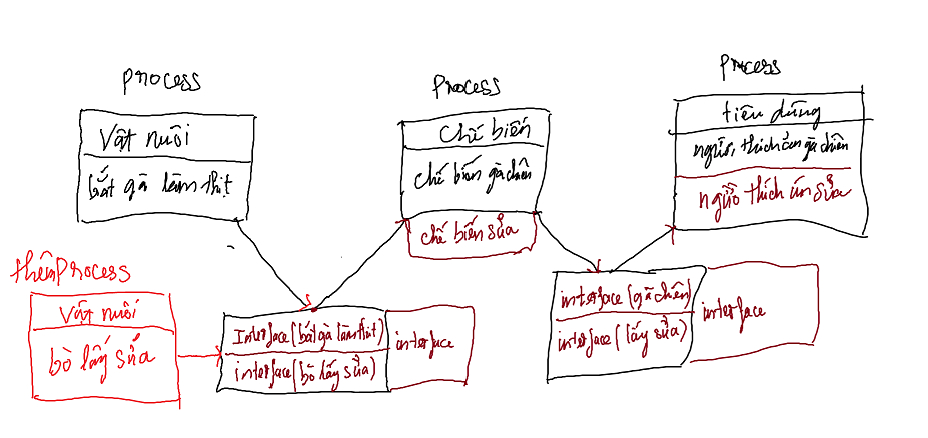 process
Process
Process
Vật nuôi
bắt gà làm thịt
chế biến
chế biến gà chiên
chế biến sữa
tiêu dùng
người thích ăn gà chiên
người thích ăn sữa
thêm process
vật nuôi
bò lấy sữa
Interface (bắt gà làm thịt)
interface (bò lấy sữa)
interface
interface (gà chiên)
interface (lấy sữa)
interface